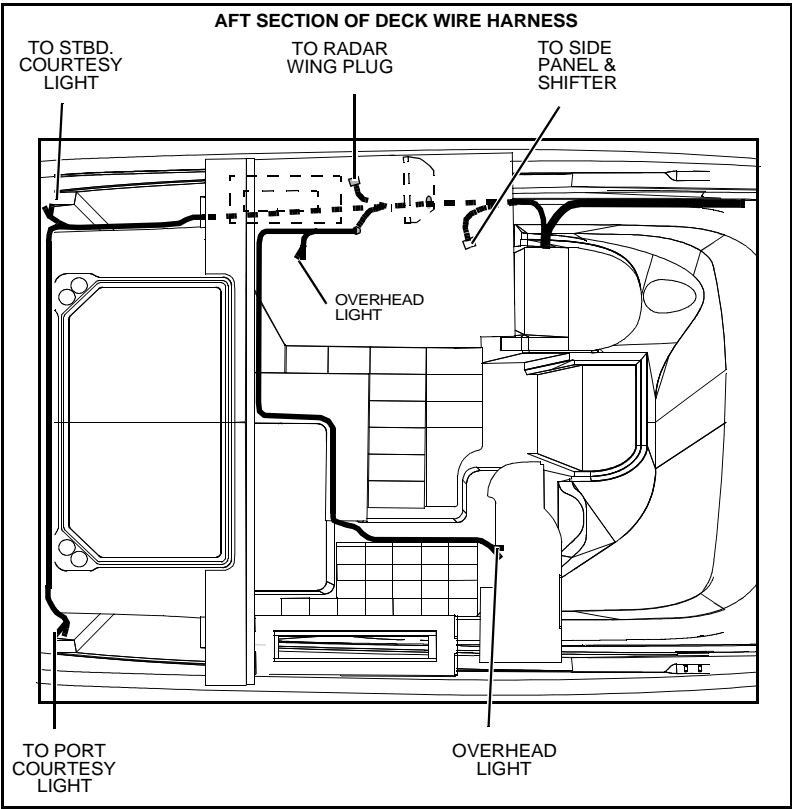 AFT SECTION OF DECK WIRE HARNESS
TO STBD.
COURTESY
LIGHT
TO RADAR
WING PLUG
TO SIDE
PANEL &
SHIFTER
OVERHEAD
LIGHT
TO PORT
COURTESY
LIGHT
OVERHEAD
LIGHT